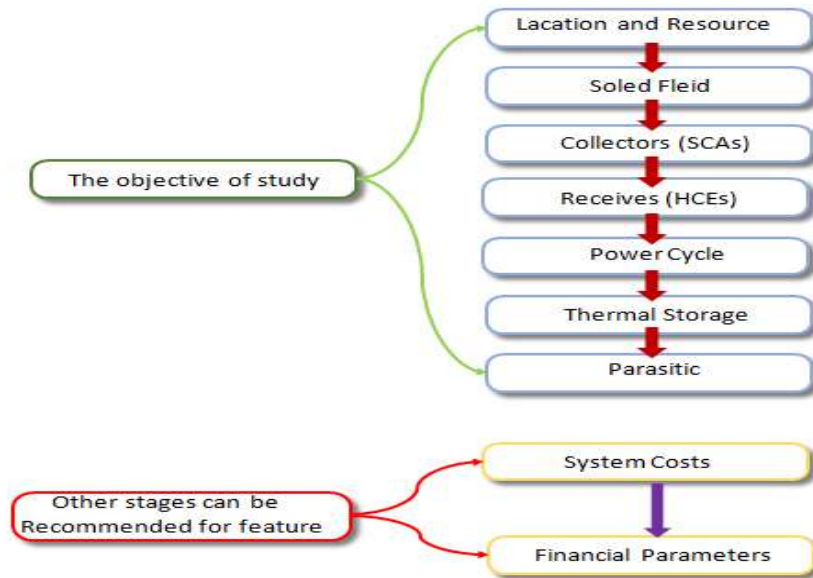 Lacation and Resource
Soled Fleid
Collectors (SCAs)
The objective of study
Receives (HCEs)
Power Cycle
Thermal Storage
Parasitic
System Costs
Other stages can be
Recommended for feature
Financial Parameters